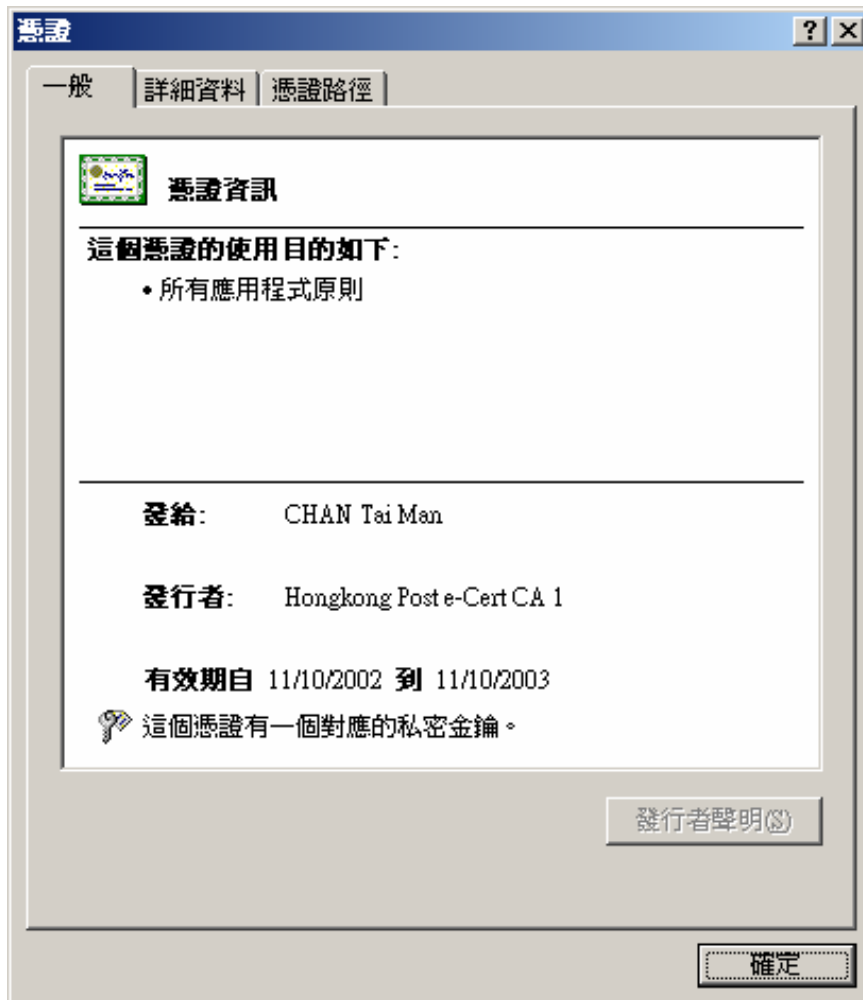 憑證
一般 詳細資料 憑證路徑
憑證資訊
這個憑證的使用目的如下:
• 所有應用程式原則
發給: CHAN Tai Man
發行者: Hongkong Post e-Cert CA 1
有效期自 11/10/2002 到 11/10/2003
這個憑證有一個對應的私密金鑰。
發行者聲明(S)
確定